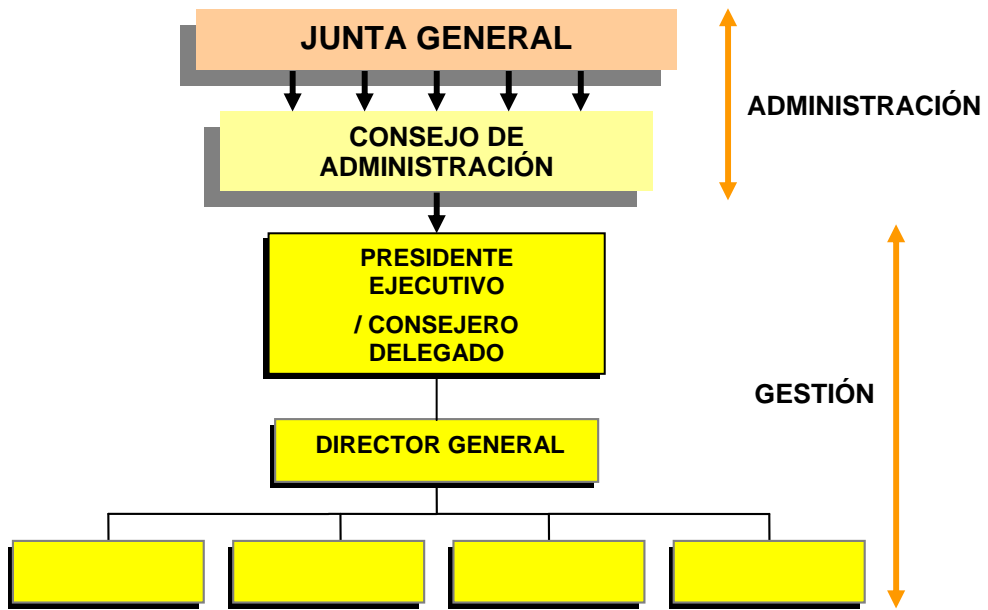 JUNTA GENERAL
ADMINISTRACIÓN
CONSEJO DE
ADMINISTRACIÓN
PRESIDENTE
EJECUTIVO
/ CONSEJERO
DELEGADO
GESTIÓN
DIRECTOR GENERAL